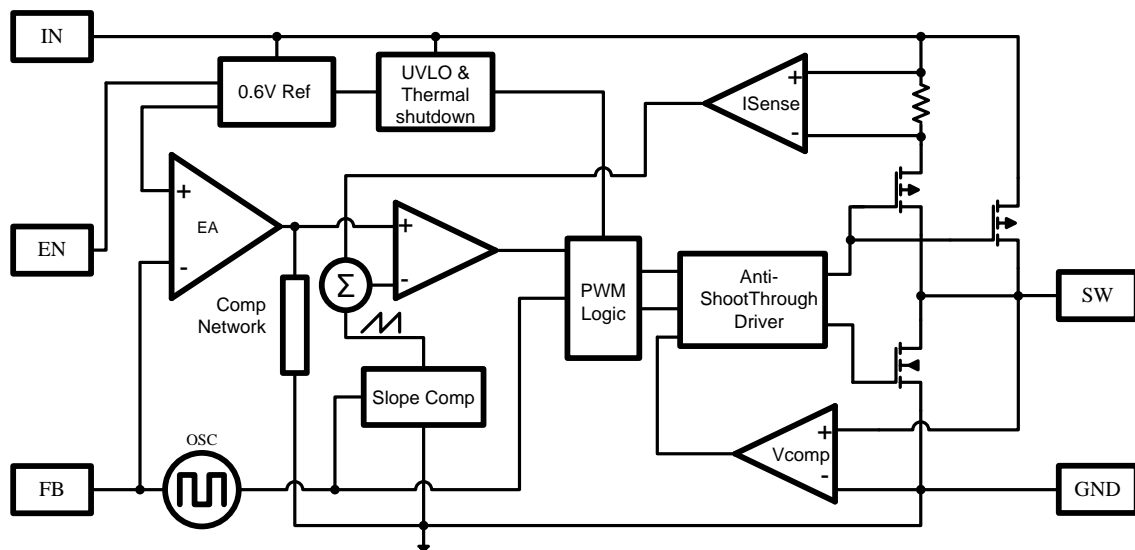 IN
0.6V Ref
UVLO &
Thermal
shutdown
+
ISense
-
+
EA
-
+
-
EN
Σ
Comp
Network
PWM
Logic
Anti-
ShootThrough
Driver
SW
Slope Comp
OSC
+
Vcomp
-
FB
GND